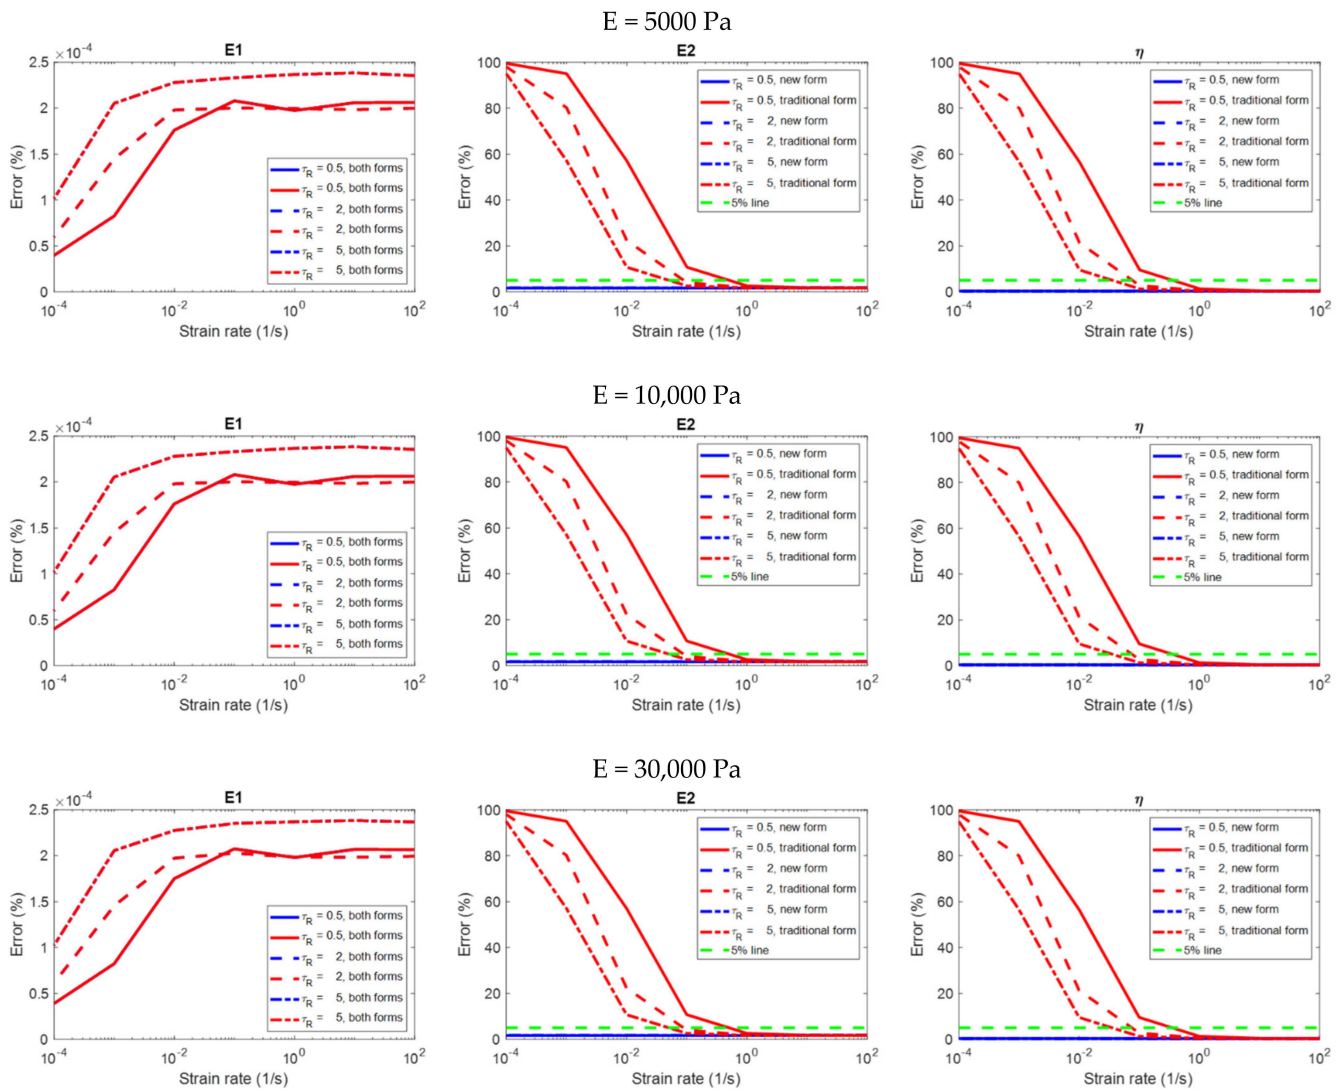 E = 5000 Pa
E1
×10⁻⁴
2.5
2
1.5
1
0.5
0
Error (%)
τR = 0.5, both forms
τR = 0.5, both forms
τR = 2, both forms
τR = 2, both forms
τR = 5, both forms
τR = 5, both forms
10⁻⁴ 10⁻² 10⁰ 10²
Strain rate (1/s)
E2
100
80
60
40
20
0
Error (%)
τR = 0.5, new form
τR = 0.5, traditional form
τR = 2, new form
τR = 2, traditional form
τR = 5, new form
τR = 5, traditional form
5% line
10⁻⁴ 10⁻² 10⁰ 10²
Strain rate (1/s)
η
100
80
60
40
20
0
Error (%)
τR = 0.5, new form
τR = 0.5, traditional form
τR = 2, new form
τR = 2, traditional form
τR = 5, new form
τR = 5, traditional form
5% line
10⁻⁴ 10⁻² 10⁰ 10²
Strain rate (1/s)
E = 10,000 Pa
E1
×10⁻⁴
2.5
2
1.5
1
0.5
0
Error (%)
τR = 0.5, both forms
τR = 0.5, both forms
τR = 2, both forms
τR = 2, both forms
τR = 5, both forms
τR = 5, both forms
10⁻⁴ 10⁻² 10⁰ 10²
Strain rate (1/s)
E2
100
80
60
40
20
0
Error (%)
τR = 0.5, new form
τR = 0.5, traditional form
τR = 2, new form
τR = 2, traditional form
τR = 5, new form
τR = 5, traditional form
5% line
10⁻⁴ 10⁻² 10⁰ 10²
Strain rate (1/s)
η
100
80
60
40
20
0
Error (%)
τR = 0.5, new form
τR = 0.5, traditional form
τR = 2, new form
τR = 2, traditional form
τR = 5, new form
τR = 5, traditional form
5% line
10⁻⁴ 10⁻² 10⁰ 10²
Strain rate (1/s)
E = 30,000 Pa
E1
×10⁻⁴
2.5
2
1.5
1
0.5
0
Error (%)
τR = 0.5, both forms
τR = 0.5, both forms
τR = 2, both forms
τR = 2, both forms
τR = 5, both forms
τR = 5, both forms
10⁻⁴ 10⁻² 10⁰ 10²
Strain rate (1/s)
E2
100
80
60
40
20
0
Error (%)
τR = 0.5, new form
τR = 0.5, traditional form
τR = 2, new form
τR = 2, traditional form
τR = 5, new form
τR = 5, traditional form
5% line
10⁻⁴ 10⁻² 10⁰ 10²
Strain rate (1/s)
η
100
80
60
40
20
0
Error (%)
τR = 0.5, new form
τR = 0.5, traditional form
τR = 2, new form
τR = 2, traditional form
τR = 5, new form
τR = 5, traditional form
5% line
10⁻⁴ 10⁻² 10⁰ 10²
Strain rate (1/s)